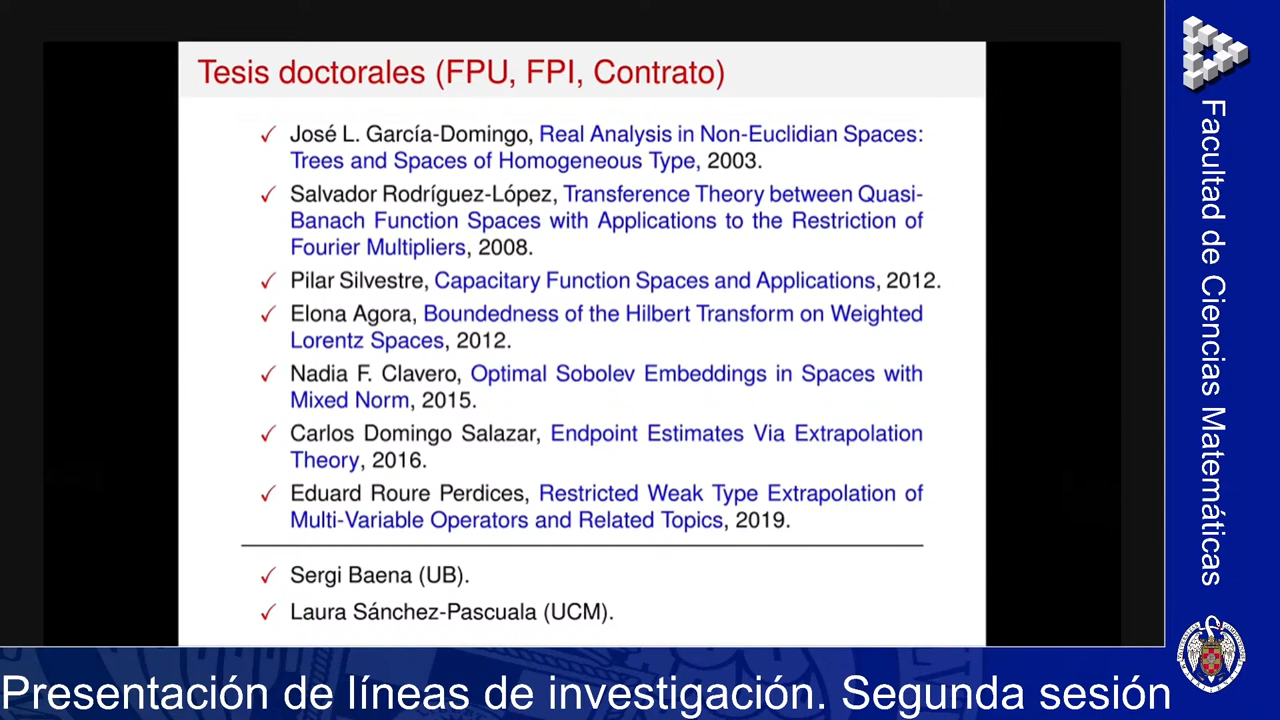 Tesis doctorales (FPU, FPI, Contrato)
✓ José L. García-Domingo, Real Analysis in Non-Euclidian Spaces:
Trees and Spaces of Homogeneous Type, 2003.
✓ Salvador Rodríguez-López, Transference Theory between Quasi-
Banach Function Spaces with Applications to the Restriction of
Fourier Multipliers, 2008.
✓ Pilar Silvestre, Capacitary Function Spaces and Applications, 2012.
✓ Elona Agora, Boundedness of the Hilbert Transform on Weighted
Lorentz Spaces, 2012.
✓ Nadia F. Clavero, Optimal Sobolev Embeddings in Spaces with
Mixed Norm, 2015.
✓ Carlos Domingo Salazar, Endpoint Estimates Via Extrapolation
Theory, 2016.
✓ Eduard Roure Perdices, Restricted Weak Type Extrapolation of
Multi-Variable Operators and Related Topics, 2019.
✓ Sergi Baena (UB).
✓ Laura Sánchez-Pascuala (UCM).
Facultad de Ciencias Matemáticas
Presentación de líneas de investigación. Segunda sesión